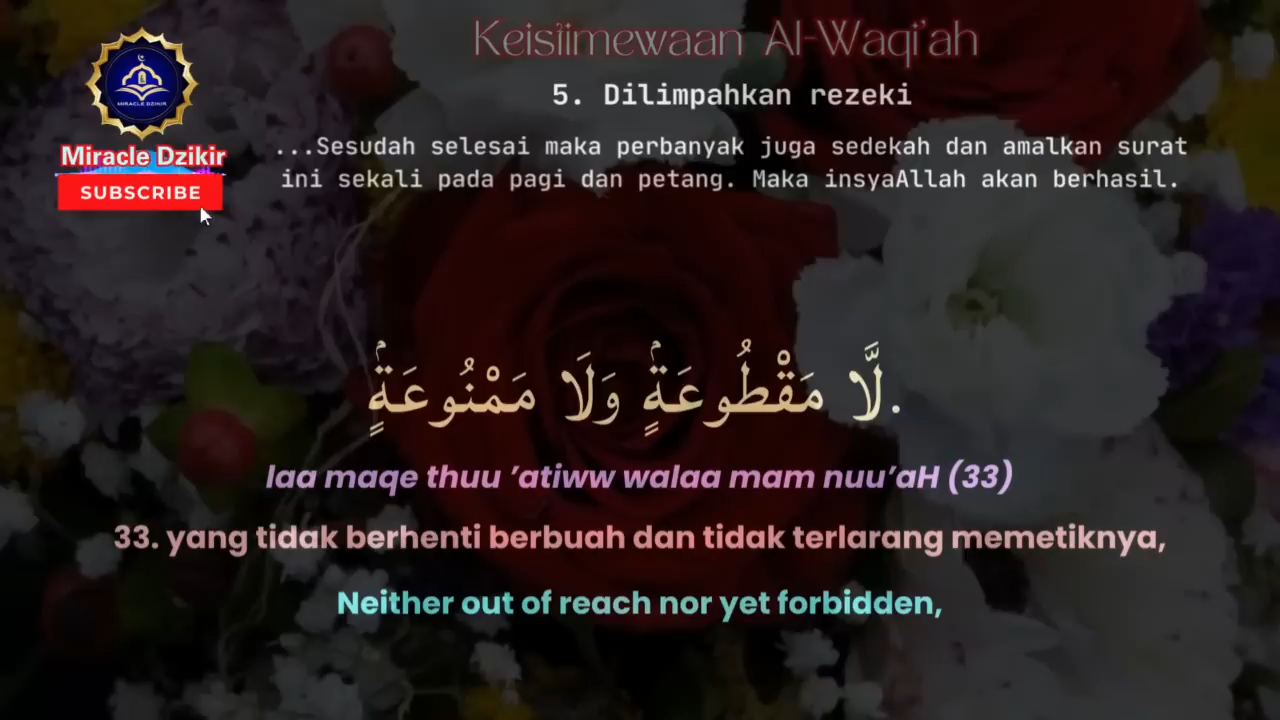 Keistimewaan Al-Waqi'ah
5. Dilimpahkan rezeki
...Sesudah selesai maka perbanyak juga sedekah dan amalkan surat
ini sekali pada pagi dan petang. Maka insyaAllah akan berhasil.
MIRACLE DZIKIR
Miracle Dzikir
SUBSCRIBE
لَّا مَقْطُوعَةٍۢ وَلَا مَمْنُوعَةٍۢ.
laa maqe thuu ’atiww walaa mam nuu’aH (33)
33. yang tidak berhenti berbuah dan tidak terlarang memetiknya,
Neither out of reach nor yet forbidden,